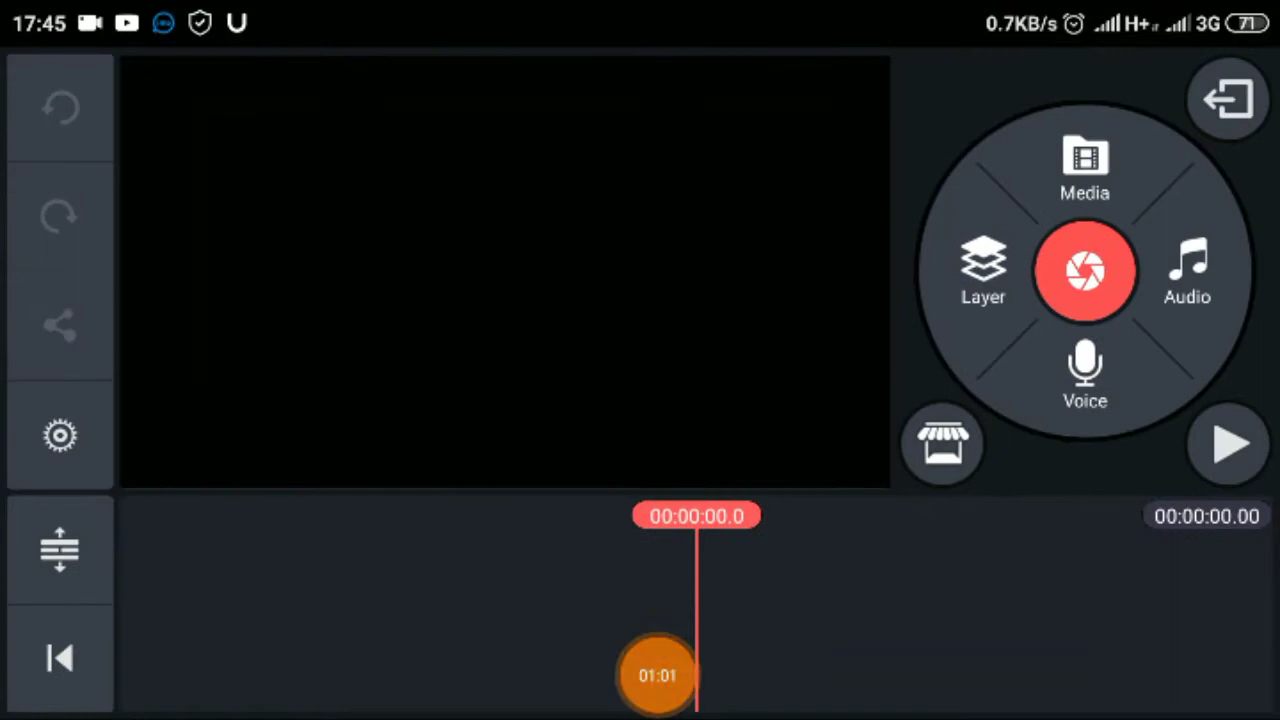 17:45
0.7KB/s H+ 3G 71
Media
Layer
Audio
Voice
00:00:00.0
00:00:00.00
01:01